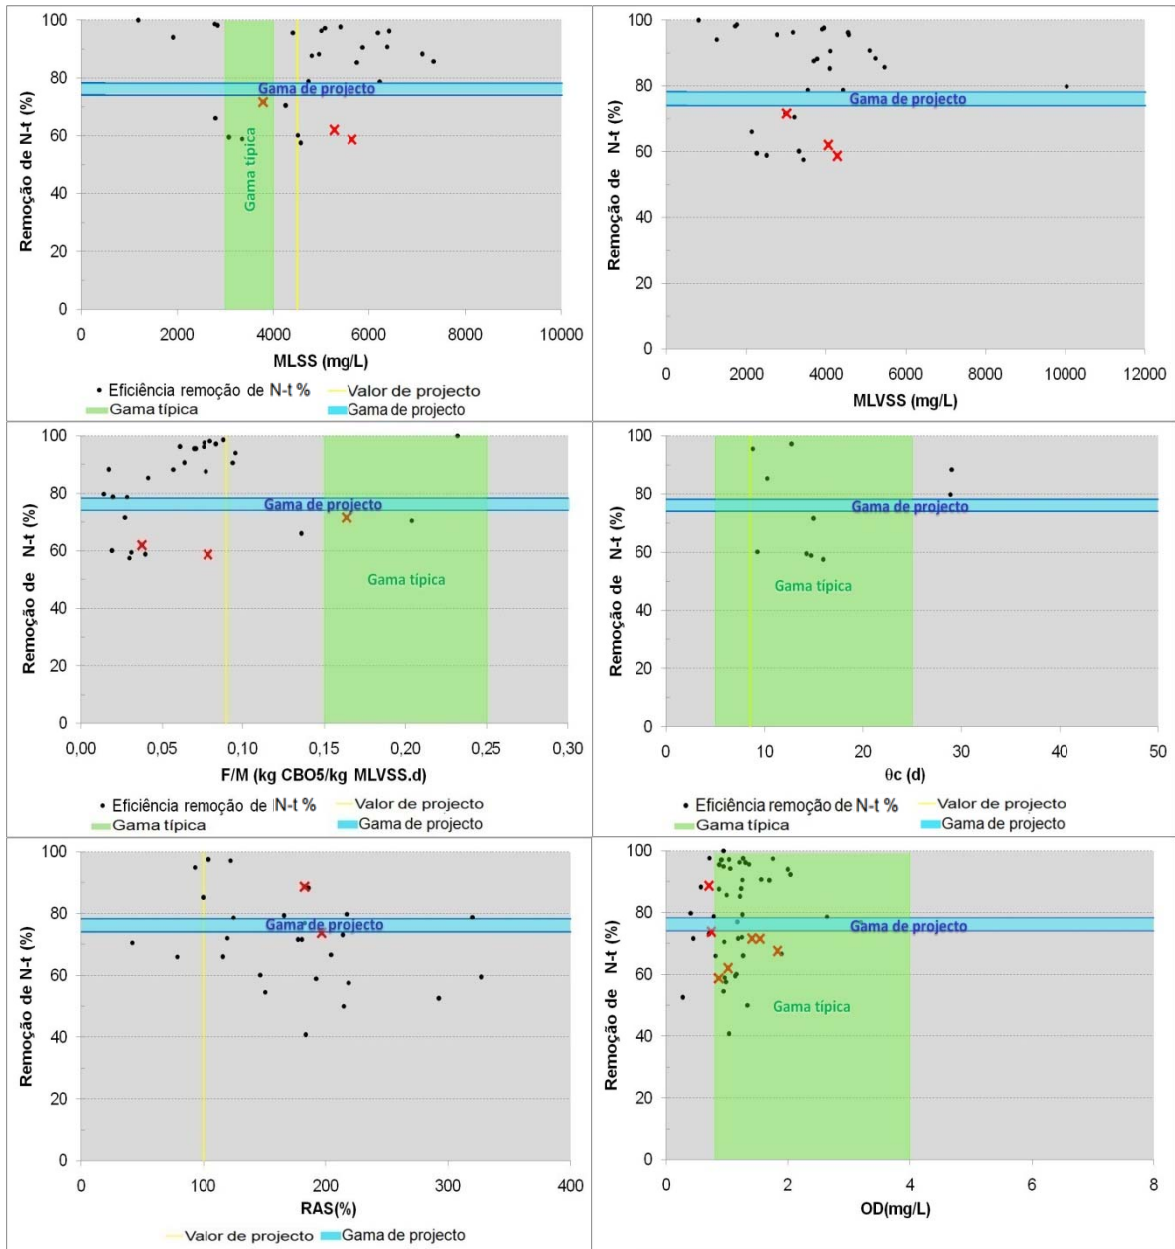 100
80
60
40
20
0
Remoção de N-t (%)
Gama de projecto
Gama típica
0 2000 4000 6000 8000 10000
MLSS (mg/L)
• Eficiência remoção de N-t % Valor de projecto
Gama típica Gama de projecto
100
80
60
40
20
0
Remoção de N-t (%)
Gama de projecto
0 2000 4000 6000 8000 10000 12000
MLVSS (mg/L)
100
80
60
40
20
0
Remoção de N-t (%)
Gama de projecto
Gama típica
0,00 0,05 0,10 0,15 0,20 0,25 0,30
F/M (kg CBO5/kg MLVSS.d)
• Eficiência remoção de N-t % Valor de projecto
Gama típica Gama de projecto
100
80
60
40
20
0
Remoção de N-t (%)
Gama de projecto
Gama típica
0 10 20 30 40 50
θc (d)
• Eficiência remoção de N-t % Valor de projecto
Gama típica Gama de projecto
100
80
60
40
20
0
Remoção de N-t (%)
Gama de projecto
0 100 200 300 400
RAS(%)
Valor de projecto Gama de projecto
100
80
60
40
20
0
Remoção de N-t (%)
Gama de projecto
Gama típica
0 2 4 6 8
OD(mg/L)